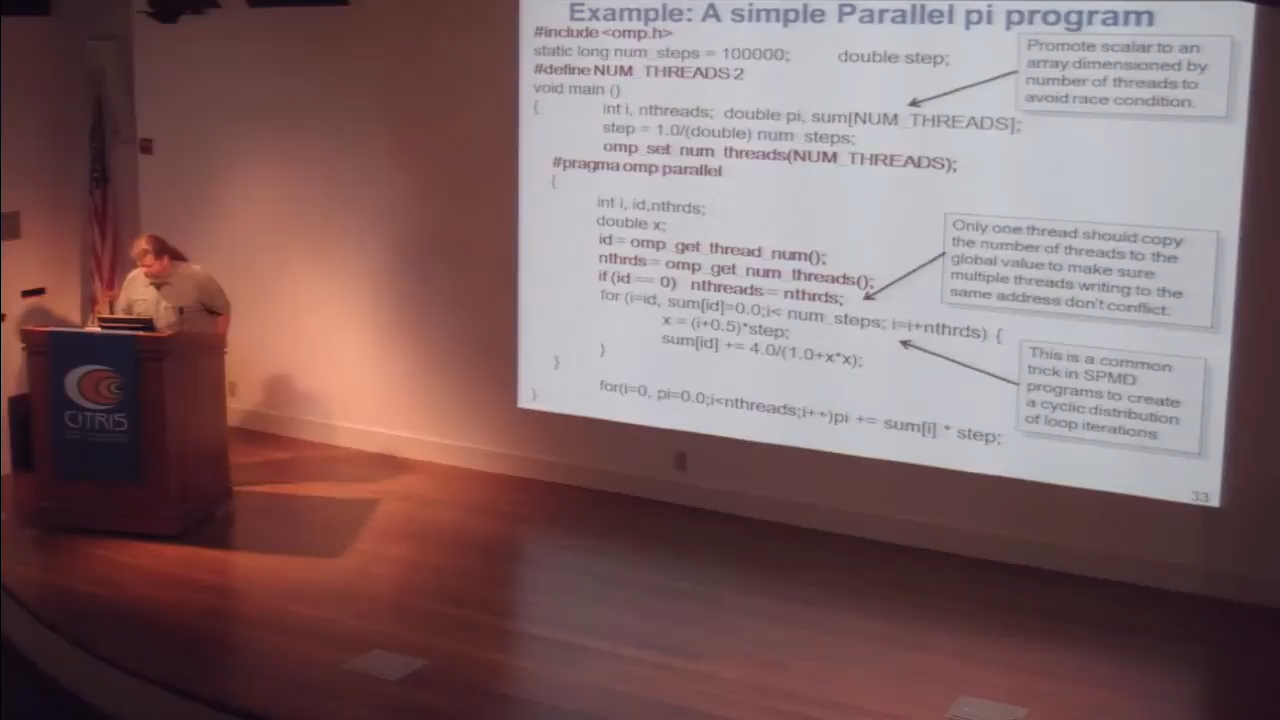 Example: A simple Parallel pi program
#include <omp.h>
static long num_steps = 100000; double step;
#define NUM_THREADS 2
void main ()
{ int i, nthreads; double pi, sum[NUM_THREADS];
step = 1.0/(double) num_steps;
omp_set_num_threads(NUM_THREADS);
#pragma omp parallel
{
int i, id,nthrds;
double x;
id = omp_get_thread_num();
nthrds = omp_get_num_threads();
if (id == 0) nthreads = nthrds;
for (i=id, sum[id]=0.0;i< num_steps; i=i+nthrds) {
x = (i+0.5)*step;
sum[id] += 4.0/(1.0+x*x);
}
}
for(i=0, pi=0.0;i<nthreads;i++)pi += sum[i] * step;
}
Promote scalar to an
array dimensioned by
number of threads to
avoid race condition.
Only one thread should copy
the number of threads to the
global value to make sure
multiple threads writing to the
same address don't conflict.
This is a common
trick in SPMD
programs to create
a cyclic distribution
of loop iterations
33
CiTRIS